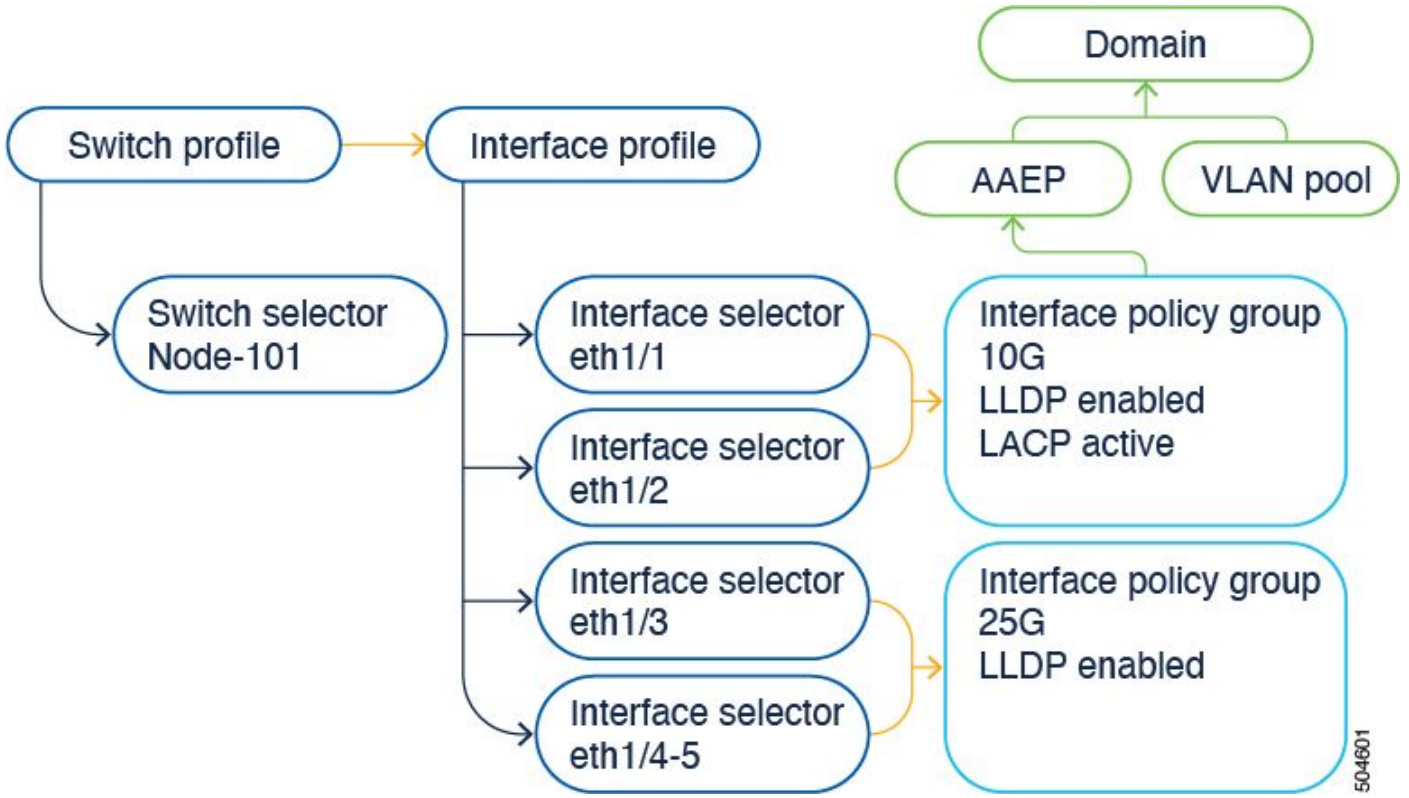 Domain
Switch profile
Interface profile
AAEP
VLAN pool
Switch selector
Node-101
Interface selector
eth1/1
Interface selector
eth1/2
Interface policy group
10G
LLDP enabled
LACP active
Interface selector
eth1/3
Interface selector
eth1/4-5
Interface policy group
25G
LLDP enabled
504601